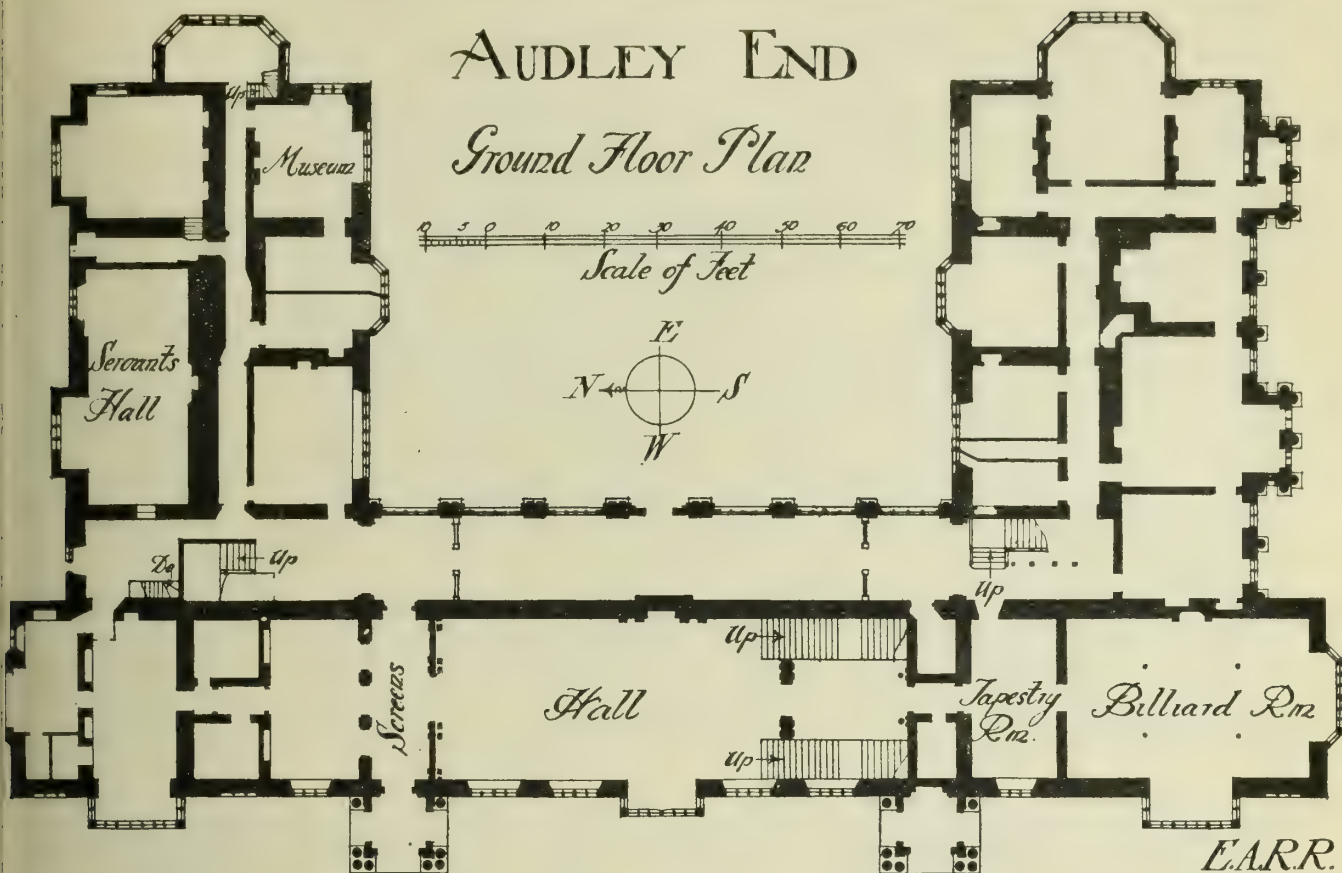 AUDLEY END
Ground Floor Plan
10 5 0 10 20 30 40 50 60 70
Scale of Feet
E
N S
W
Up
Museum
Servants
Hall
Do
Up
Up
Screens
Hall
Up
Up
Tapestry
Rm.
Billiard Rm
E.A.R.R.